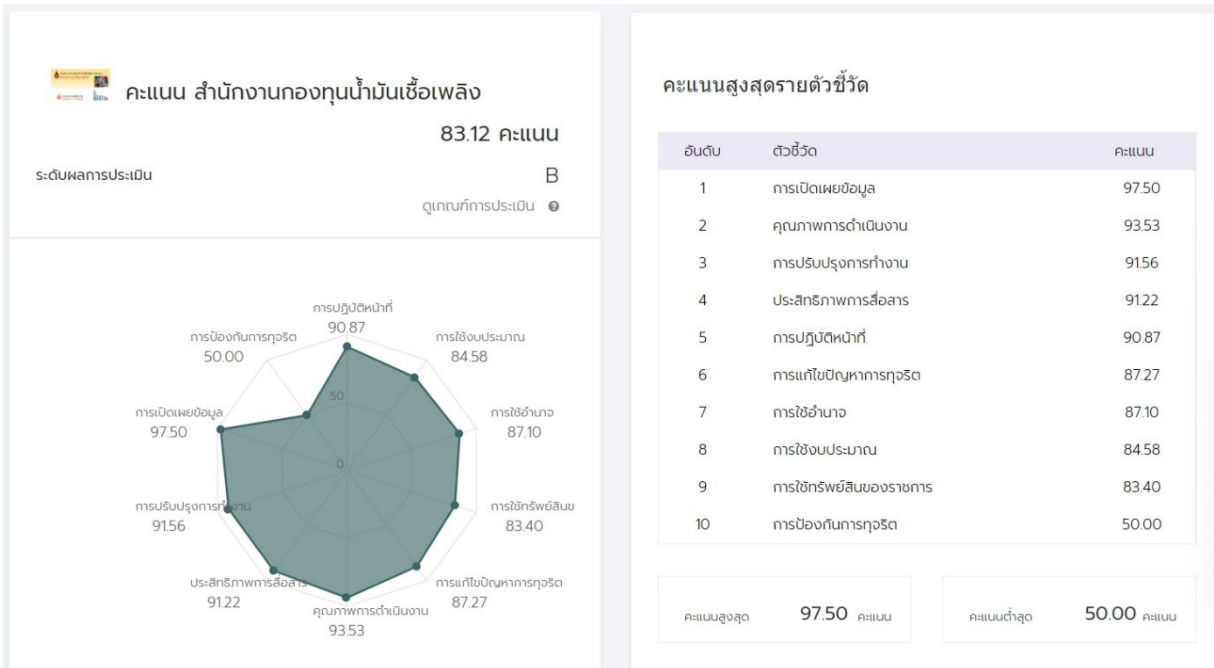 คะแนน สำนักงานกองทุนน้ำมันเชื้อเพลิง
83.12 คะแนน
ระดับผลการประเมิน B
ดูเกณฑ์การประเมิน
การปฏิบัติหน้าที่
90.87
การใช้งบประมาณ
84.58
การใช้อำนาจ
87.10
การใช้ทรัพย์สินข
83.40
การแก้ไขปัญหาการทุจริต
87.27
คุณภาพการดำเนินงาน
93.53
ประสิทธิภาพการสื่อสาร
91.22
การปรับปรุงการทำงาน
91.56
การเปิดเผยข้อมูล
97.50
การป้องกันการทุจริต
50.00
50
0
คะแนนสูงสุดรายตัวชี้วัด
อันดับ ตัวชี้วัด คะแนน
1 การเปิดเผยข้อมูล 97.50
2 คุณภาพการดำเนินงาน 93.53
3 การปรับปรุงการทำงาน 91.56
4 ประสิทธิภาพการสื่อสาร 91.22
5 การปฏิบัติหน้าที่ 90.87
6 การแก้ไขปัญหาการทุจริต 87.27
7 การใช้อำนาจ 87.10
8 การใช้งบประมาณ 84.58
9 การใช้ทรัพย์สินของราชการ 83.40
10 การป้องกันการทุจริต 50.00
คะแนนสูงสุด 97.50 คะแนน
คะแนนต่ำสุด 50.00 คะแนน